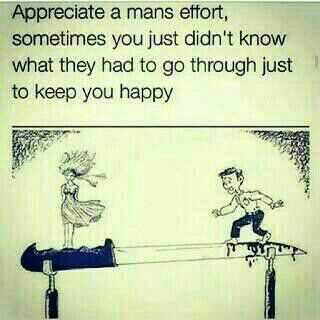 Appreciate a mans effort,
sometimes you just didn't know
what they had to go through just
to keep you happy